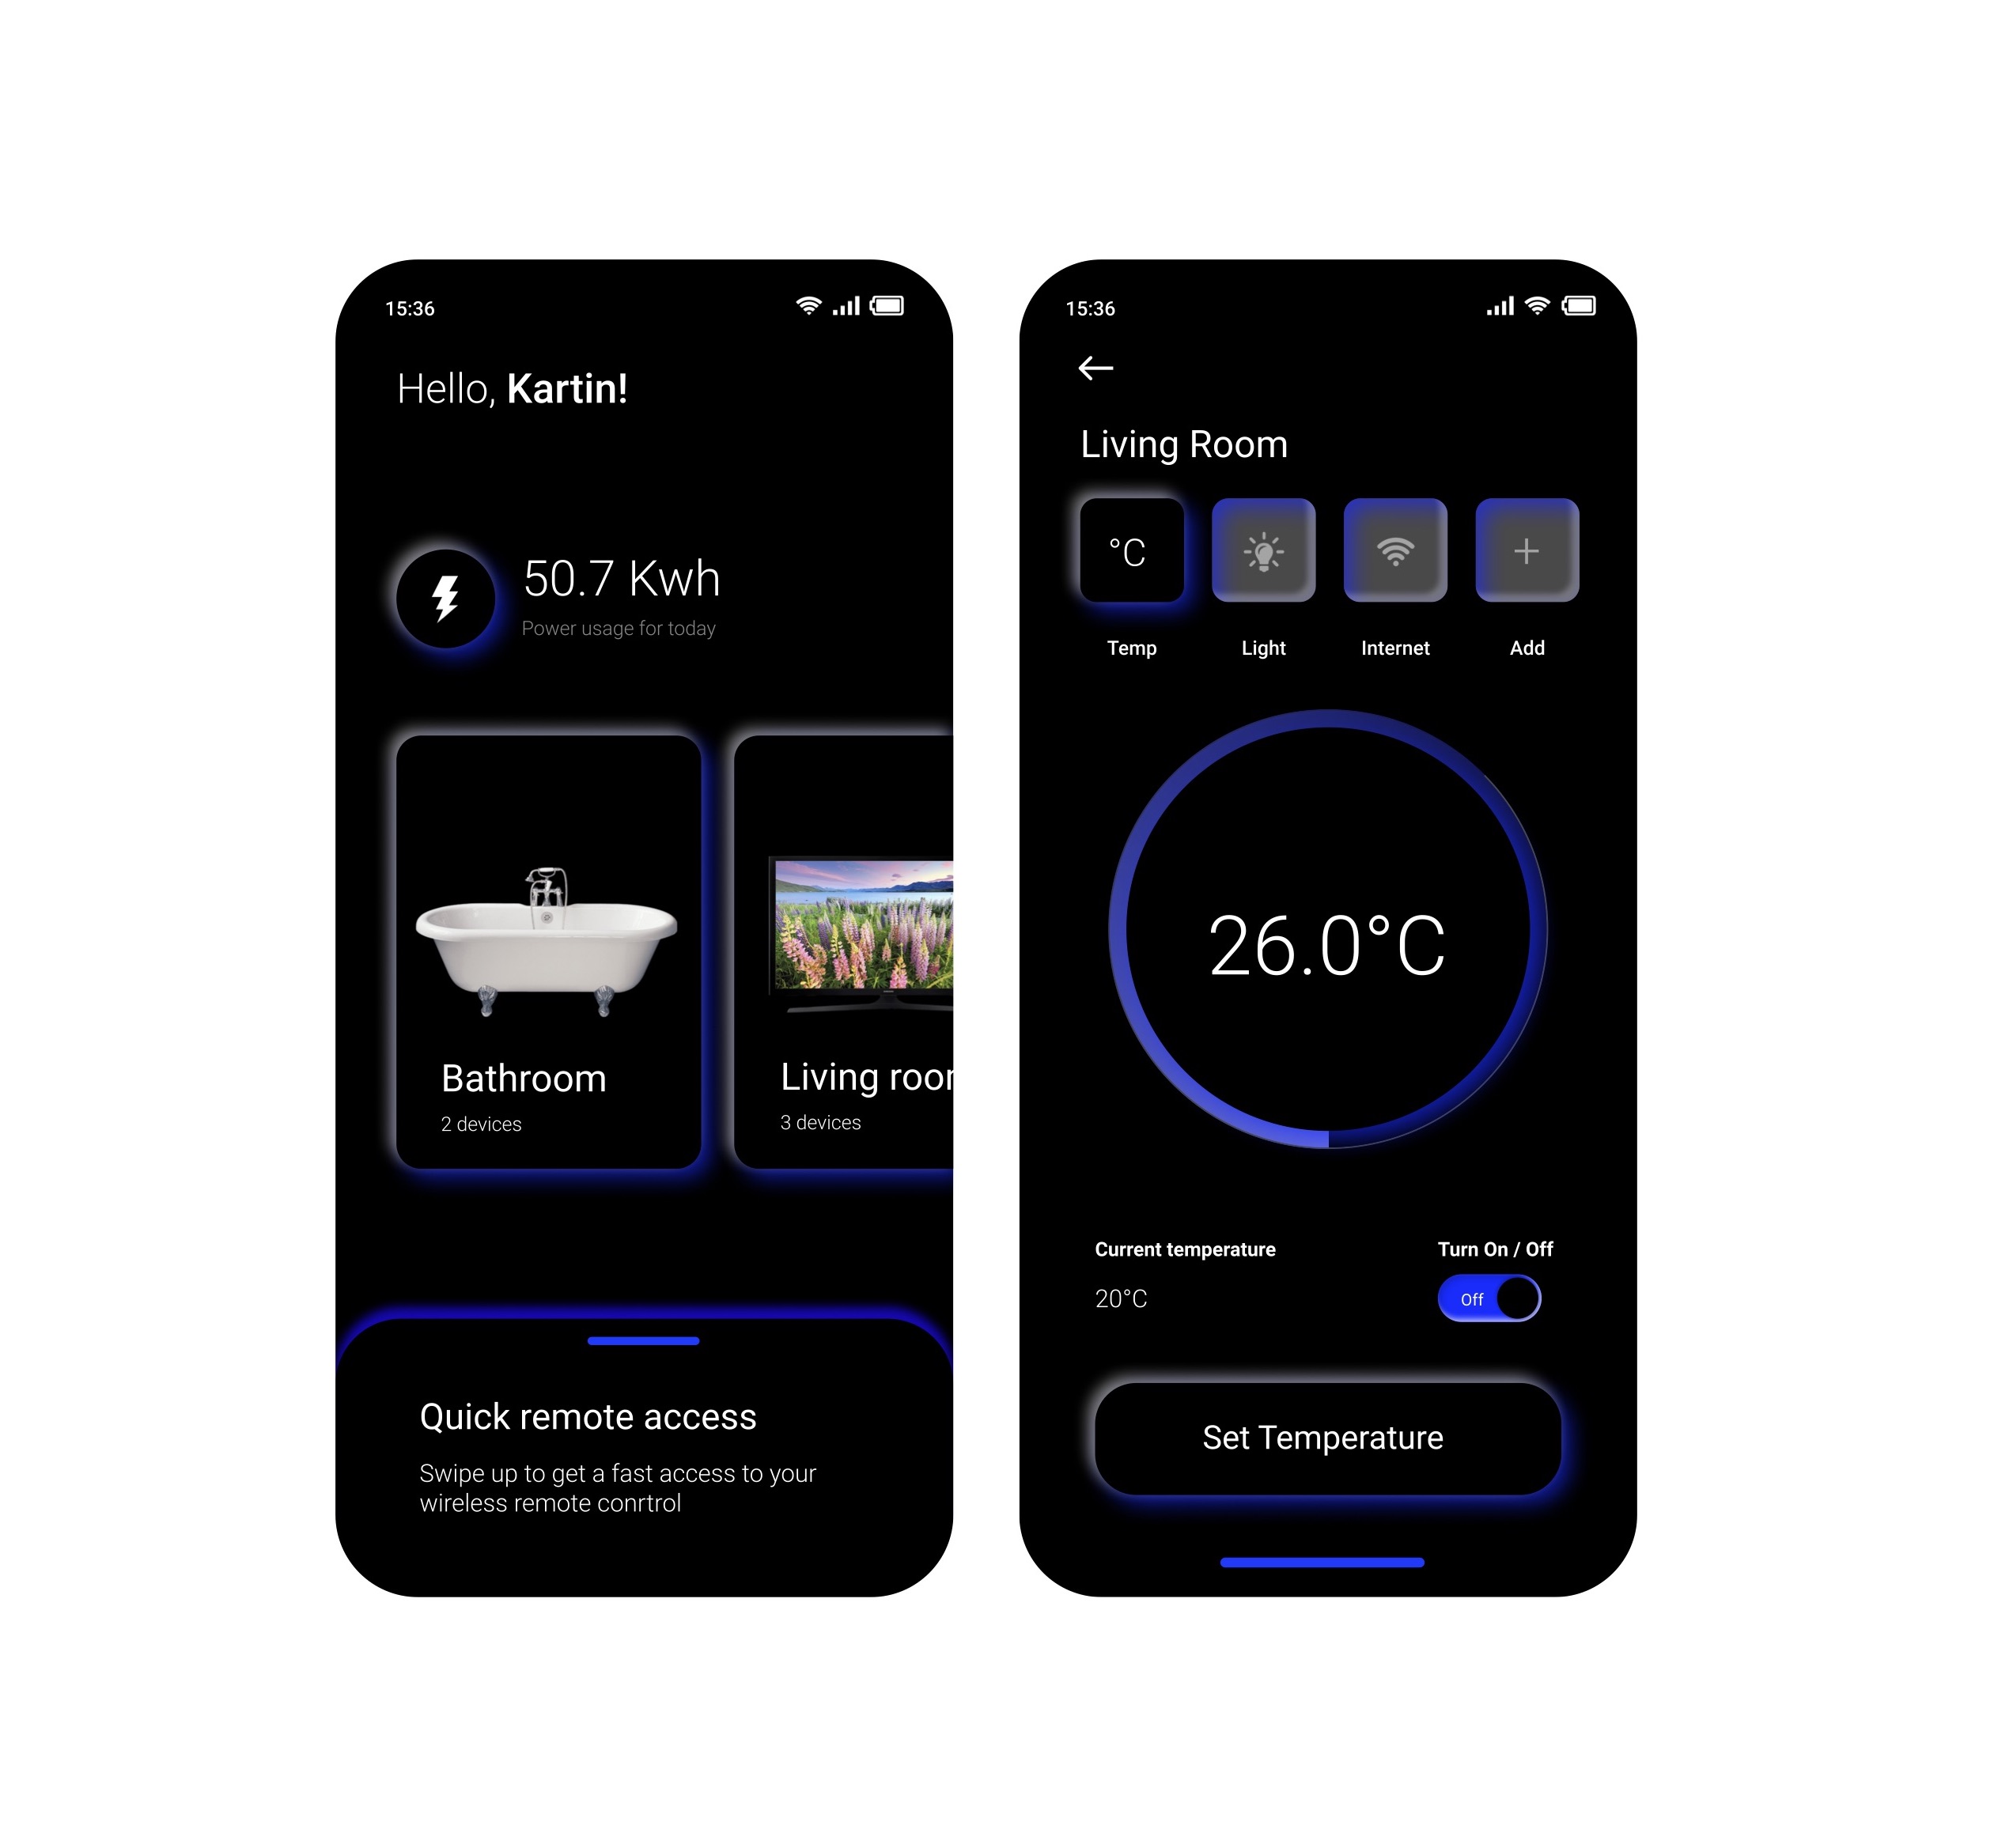 15:36
Hello, Kartin!
50.7 Kwh
Power usage for today
Bathroom
2 devices
Living roor
3 devices
Quick remote access
Swipe up to get a fast access to your
wireless remote conrtrol
15:36
Living Room
°C
Temp
Light
Internet
Add
26.0°C
Current temperature
Turn On / Off
20°C
Off
Set Temperature